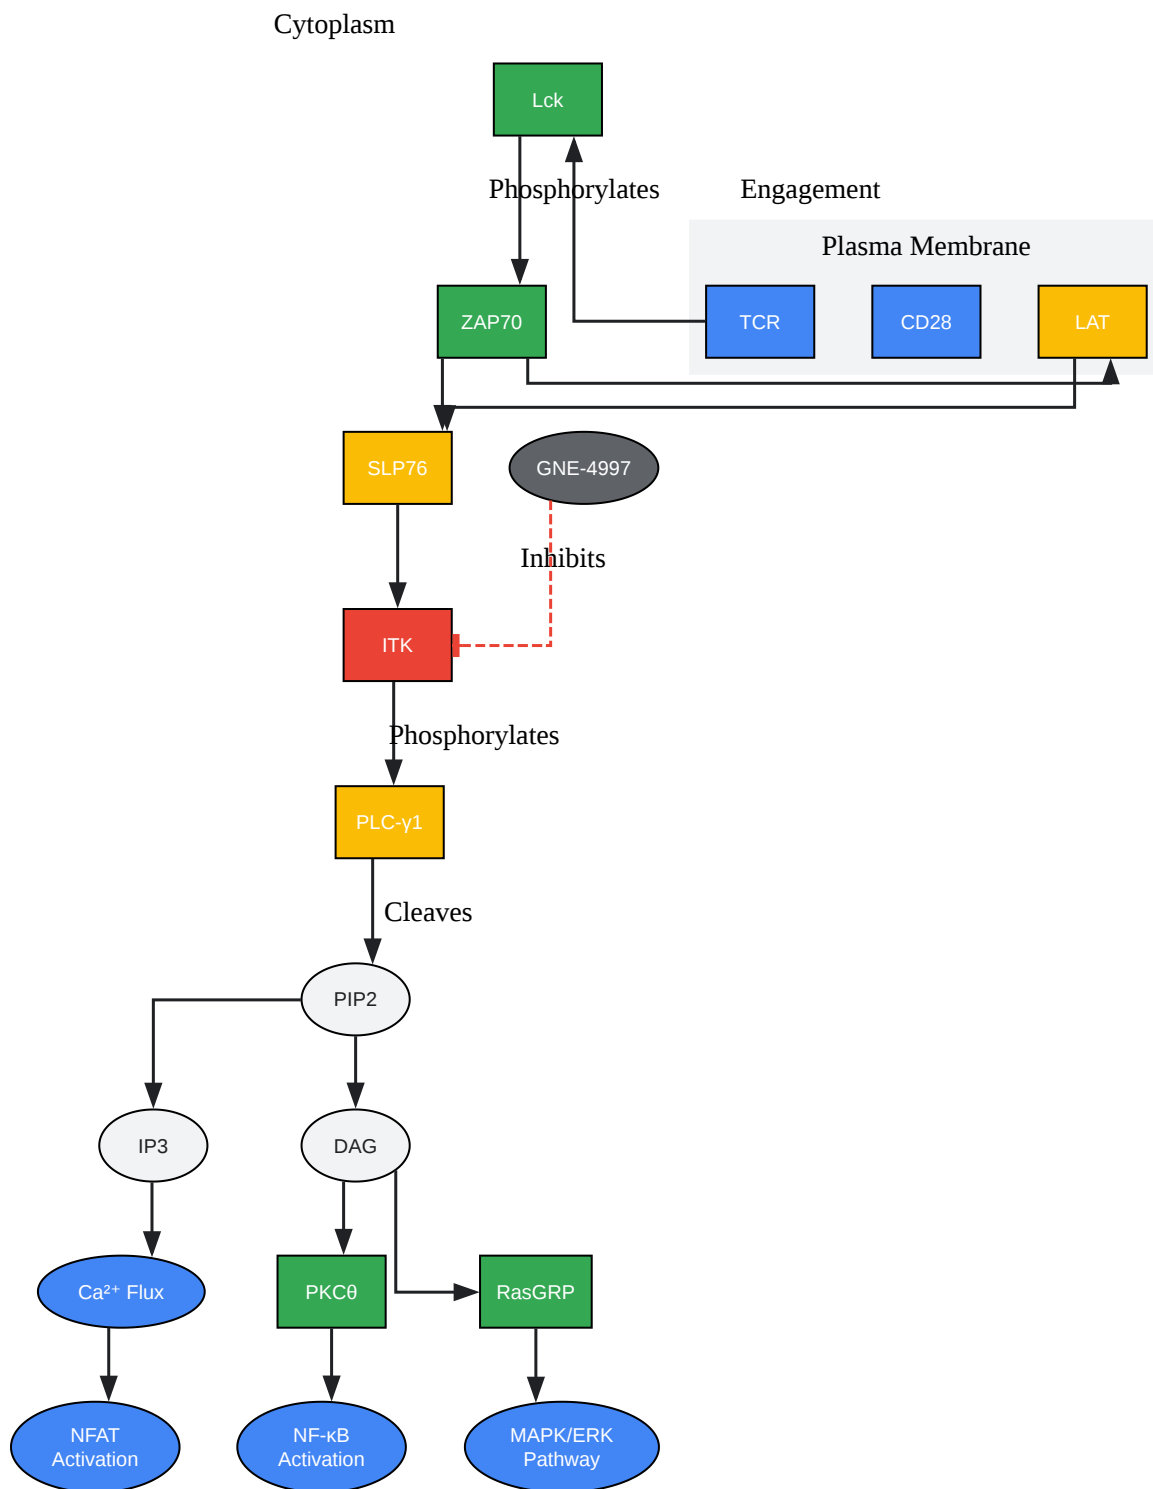 Cytoplasm
Lck
Phosphorylates
Engagement
Plasma Membrane
ZAP70
TCR
CD28
LAT
SLP76
GNE-4997
Inhibits
ITK
Phosphorylates
PLC-γ1
Cleaves
PIP2
IP3
DAG
Ca²⁺ Flux
PKCθ
RasGRP
NFAT
Activation
NF-κB
Activation
MAPK/ERK
Pathway